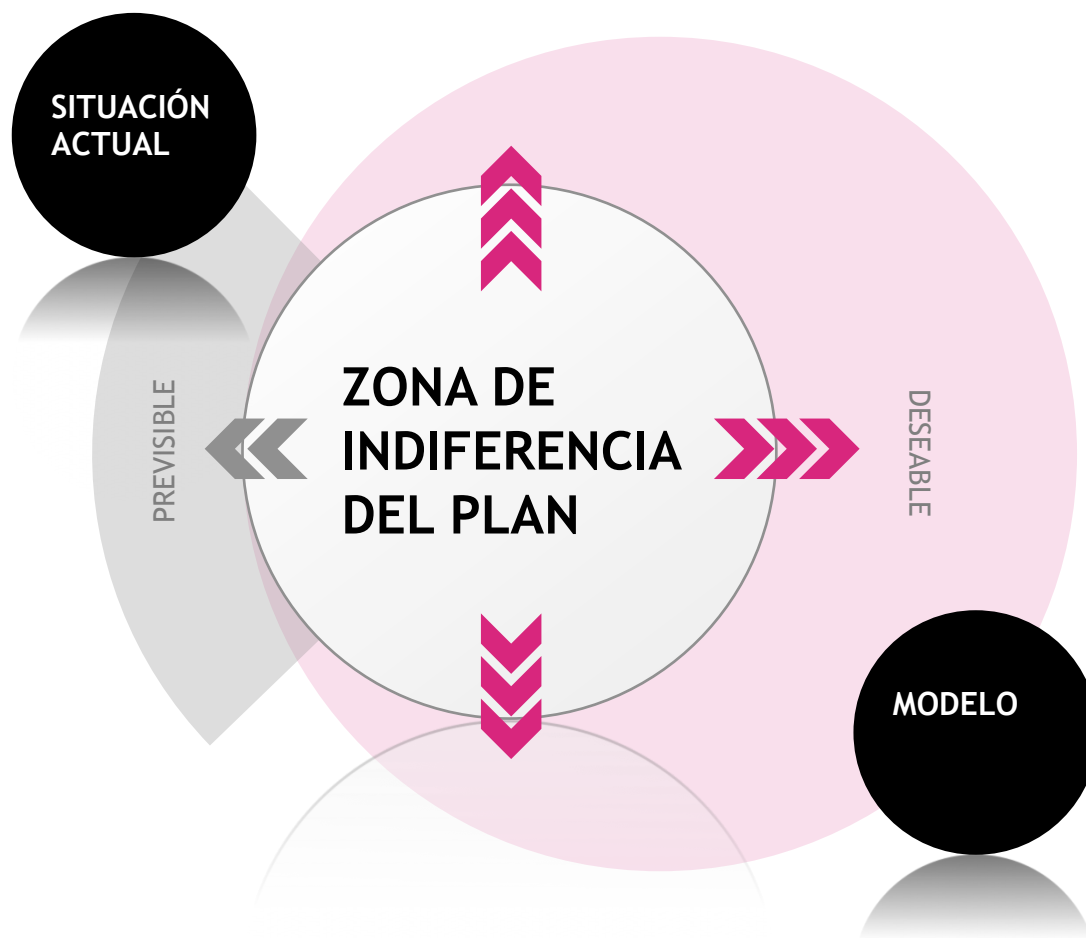 SITUACIÓN
ACTUAL
ZONA DE
INDIFERENCIA
DEL PLAN
PREVISIBLE
DESEABLE
MODELO